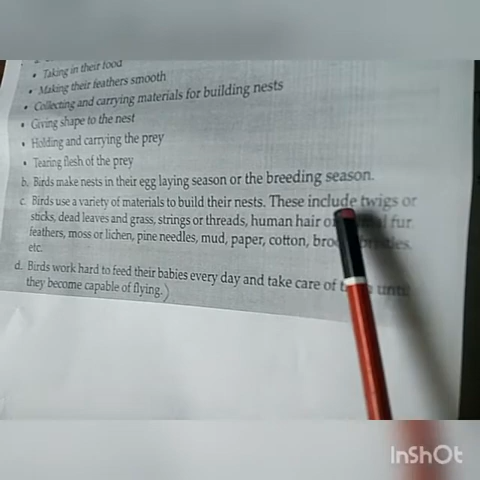 • Taking in their food
• Making their feathers smooth
• Collecting and carrying materials for building nests
• Giving shape to the nest
• Holding and carrying the prey
• Tearing flesh of the prey
b. Birds make nests in their egg laying season or the breeding season.
c. Birds use a variety of materials to build their nests. These include twigs or
sticks, dead leaves and grass, strings or threads, human hair or fur
feathers, moss or lichen, pine needles, mud, paper, cotton, bristles,
etc.
d. Birds work hard to feed their babies every day and take care of until
they become capable of flying.)
InShOt